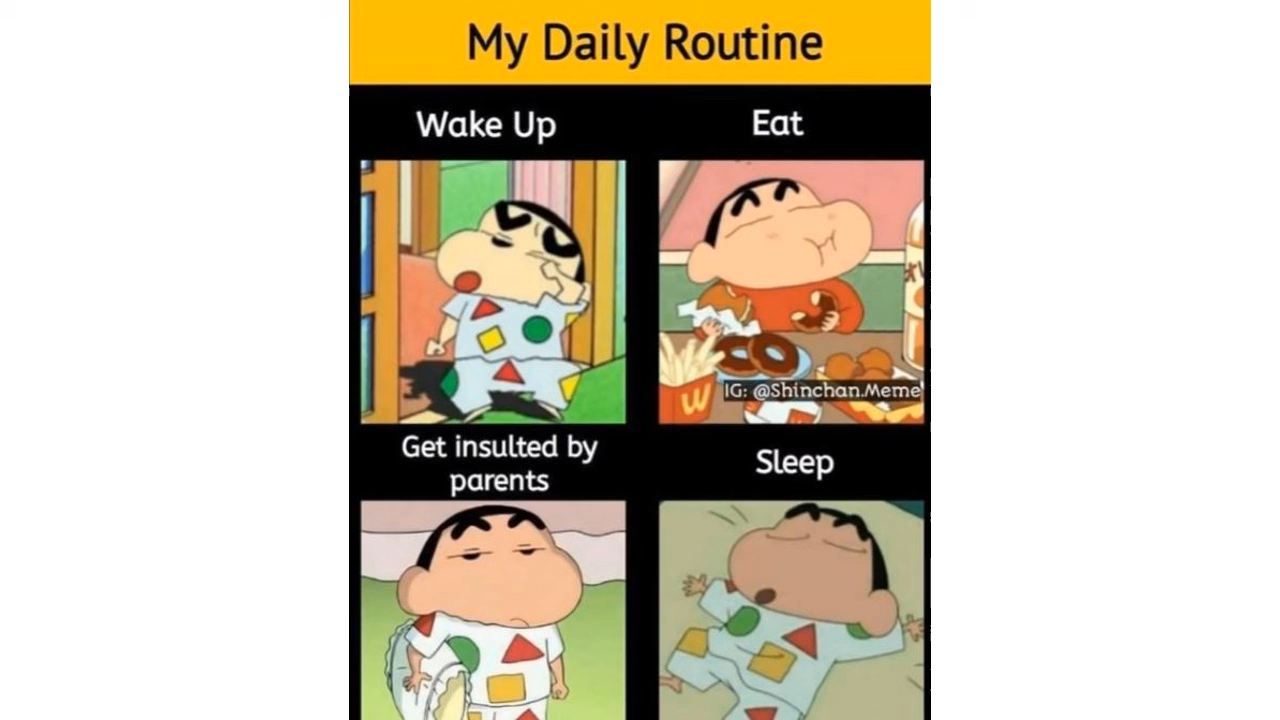 My Daily Routine
Wake Up
Eat
IG: @Shinchan.Meme
W
Get insulted by
parents
Sleep